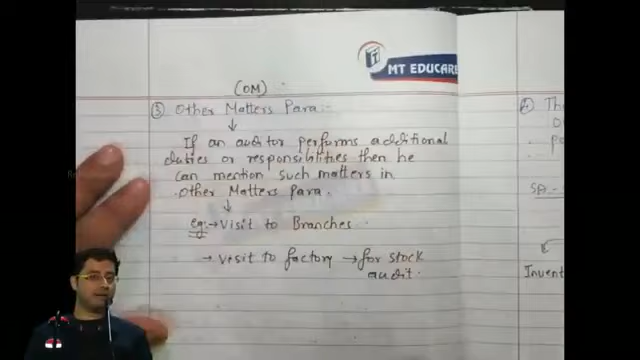 MT EDUCARE
(OM)
③ Other Matters Para :-
If an auditor performs additional
duties or responsibilities then he
can mention such matters in
Other Matters Para.
eg:→ Visit to Branches.
→ visit to factory → for stock
audit.
Th
SA
Invent